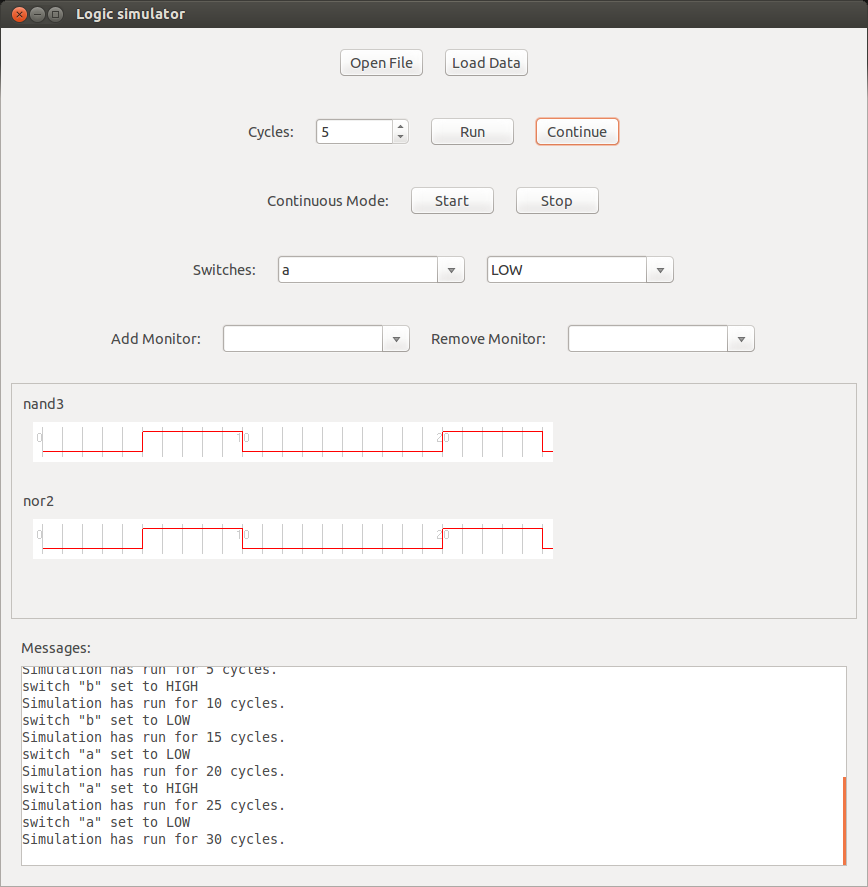 Logic simulator
Open File Load Data
Cycles: 5 Run Continue
Continuous Mode: Start Stop
Switches: a LOW
Add Monitor: Remove Monitor:
nand3
0 10 20
nor2
0 10 20
Messages:
Simulation has run for 5 cycles.
switch "b" set to HIGH
Simulation has run for 10 cycles.
switch "b" set to LOW
Simulation has run for 15 cycles.
switch "a" set to LOW
Simulation has run for 20 cycles.
switch "a" set to HIGH
Simulation has run for 25 cycles.
switch "a" set to LOW
Simulation has run for 30 cycles.